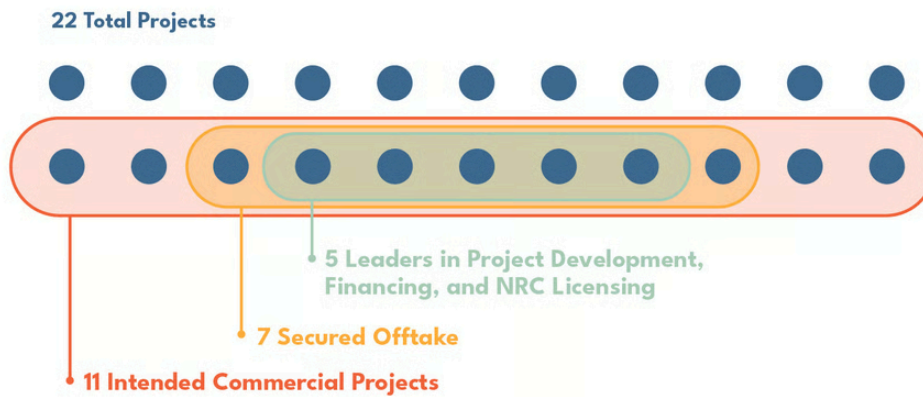 22 Total Projects
5 Leaders in Project Development,
Financing, and NRC Licensing
7 Secured Offtake
11 Intended Commercial Projects